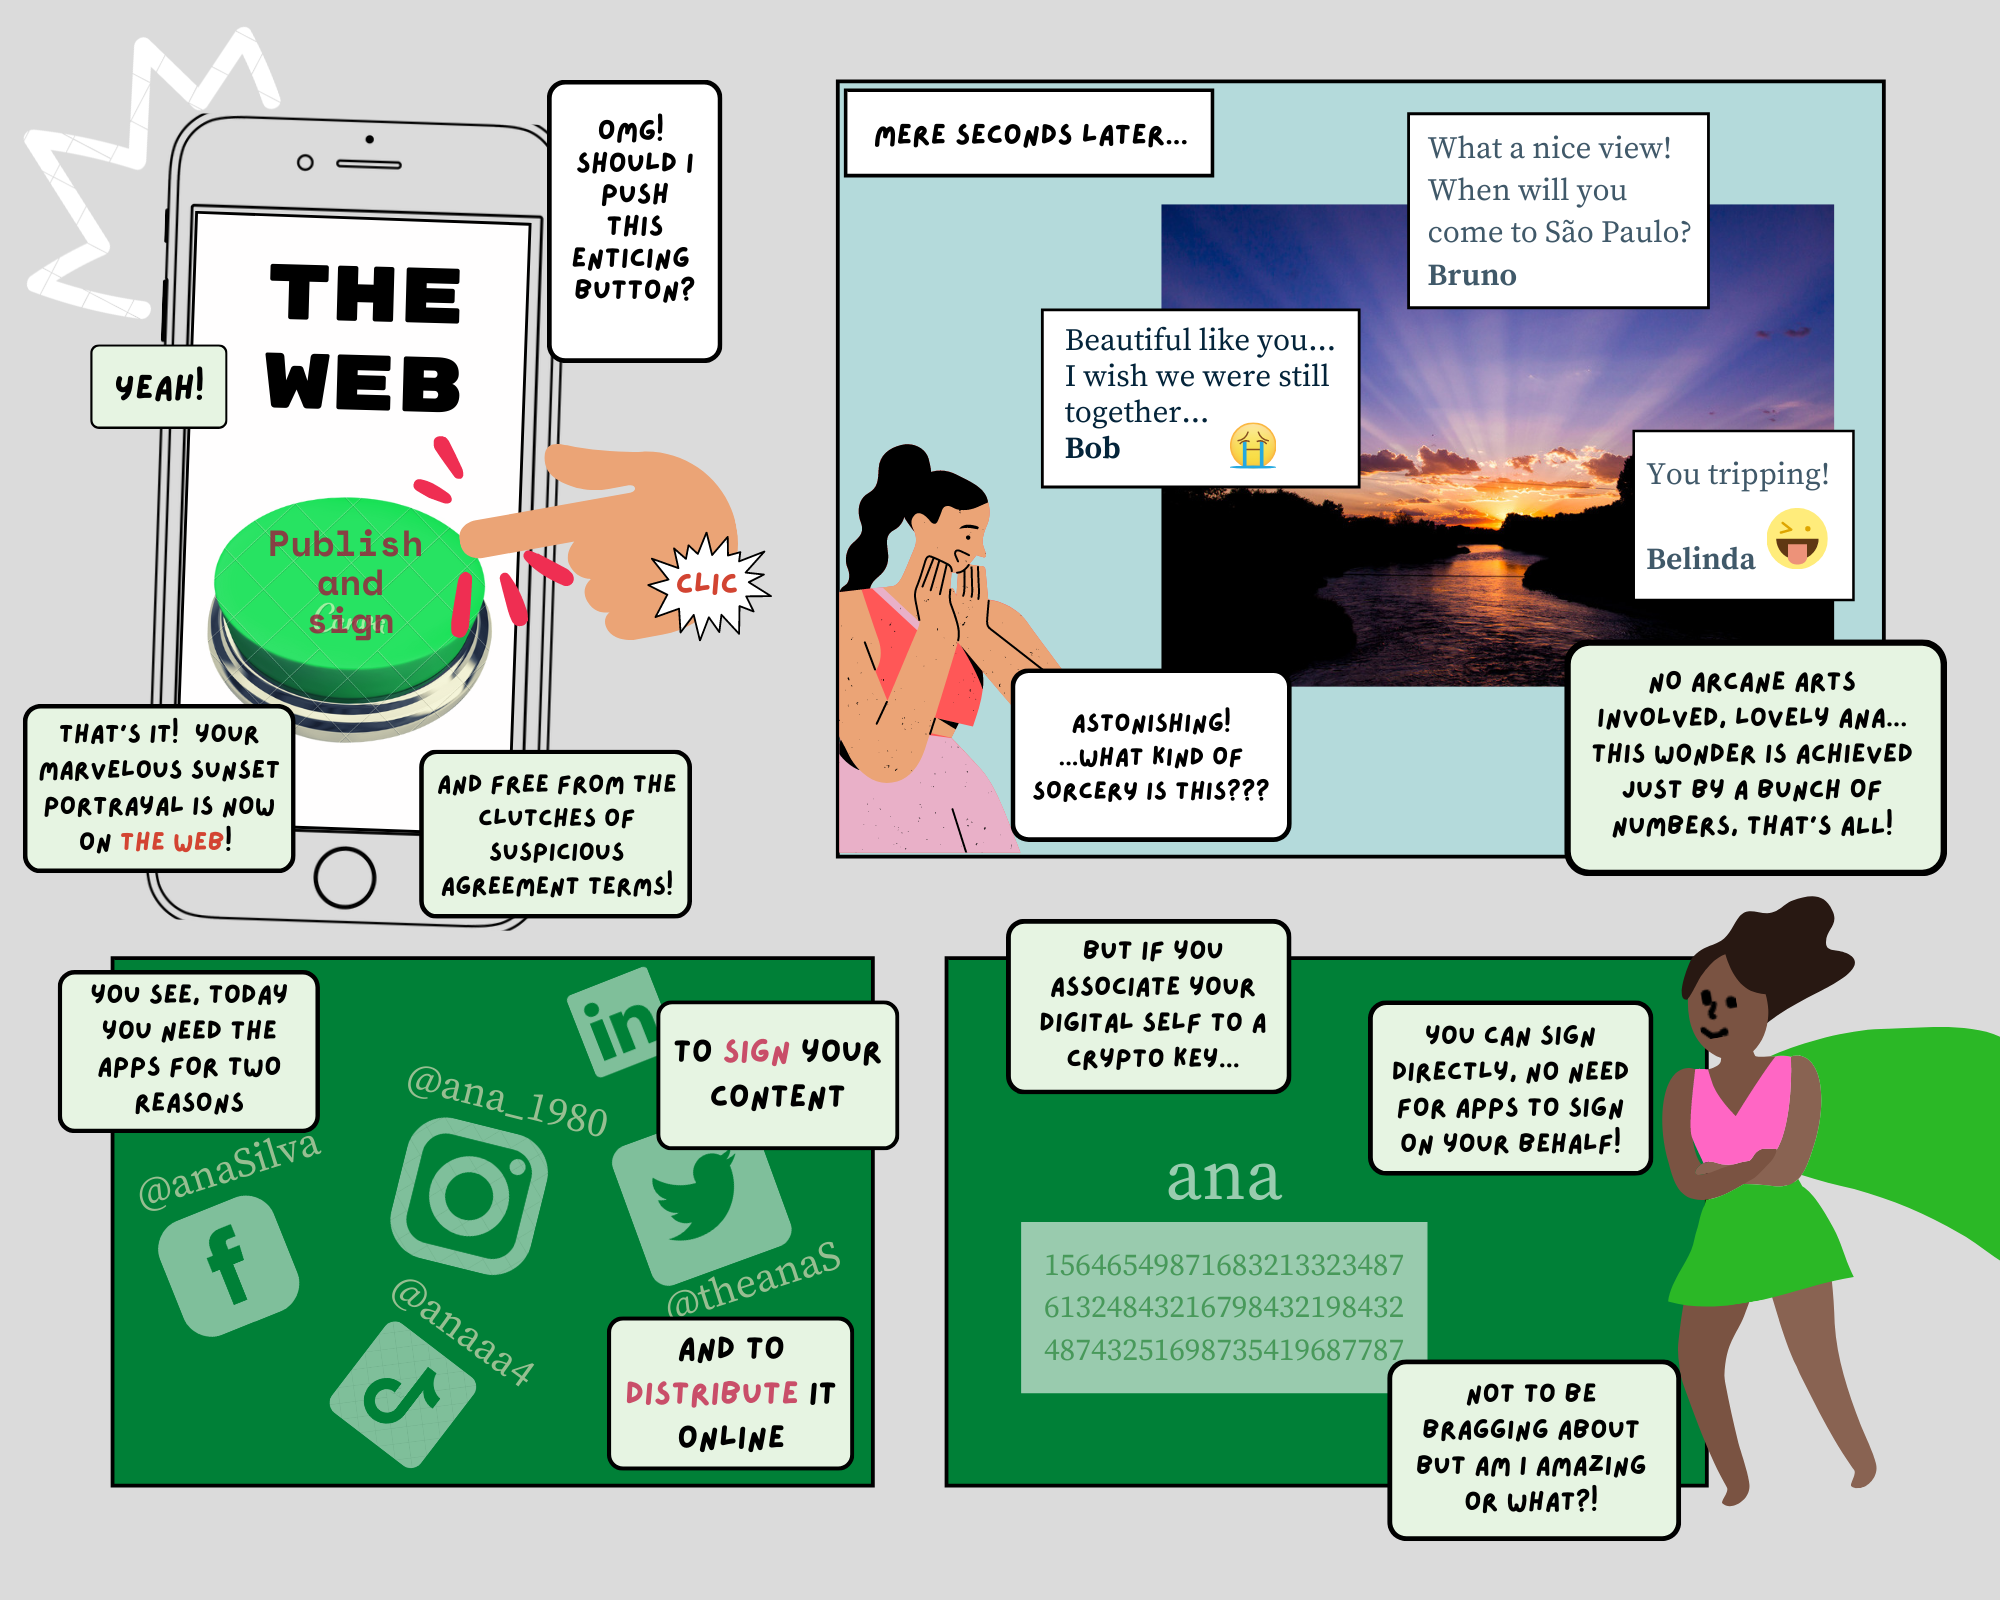 OMG!
SHOULD I
PUSH
THIS
ENTICING
BUTTON?
THE
WEB
YEAH!
Publish
and
sign
CLIC
THAT'S IT! YOUR
MARVELOUS SUNSET
PORTRAYAL IS NOW
ON THE WEB!
AND FREE FROM THE
CLUTCHES OF
SUSPICIOUS
AGREEMENT TERMS!
MERE SECONDS LATER...
What a nice view!
When will you
come to São Paulo?
Bruno
Beautiful like you...
I wish we were still
together...
Bob
You tripping!
Belinda
ASTONISHING!
...WHAT KIND OF
SORCERY IS THIS???
NO ARCANE ARTS
INVOLVED, LOVELY ANA...
THIS WONDER IS ACHIEVED
JUST BY A BUNCH OF
NUMBERS, THAT'S ALL!
YOU SEE, TODAY
YOU NEED THE
APPS FOR TWO
REASONS
in
TO SIGN YOUR
CONTENT
@ana_1980
@anaSilva
f
@theanaS
@anaaa4
AND TO
DISTRIBUTE IT
ONLINE
BUT IF YOU
ASSOCIATE YOUR
DIGITAL SELF TO A
CRYPTO KEY...
YOU CAN SIGN
DIRECTLY, NO NEED
FOR APPS TO SIGN
ON YOUR BEHALF!
ana
15646549871683213323487
61324843216798432198432
48743251698735419687787
NOT TO BE
BRAGGING ABOUT
BUT AM I AMAZING
OR WHAT?!